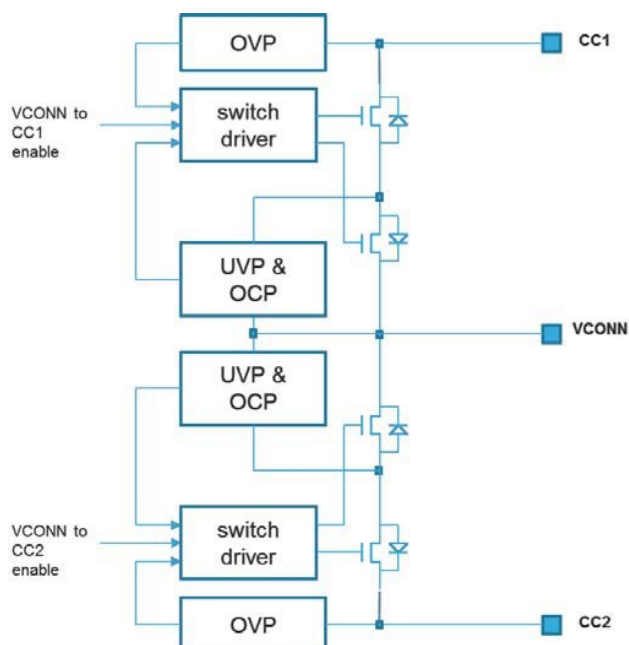 OVP
CC1
VCONN to
CC1
enable
switch
driver
UVP &
OCP
VCONN
UVP &
OCP
VCONN to
CC2
enable
switch
driver
OVP
CC2